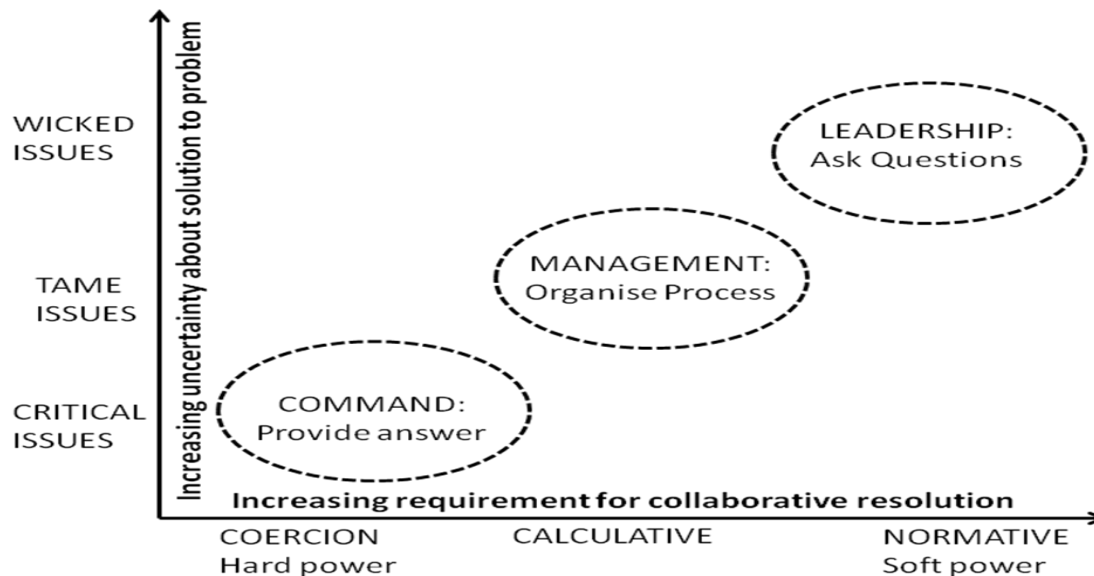 Increasing uncertainty about solution to problem
WICKED
ISSUES
TAME
ISSUES
CRITICAL
ISSUES
LEADERSHIP:
Ask Questions
MANAGEMENT:
Organise Process
COMMAND:
Provide answer
Increasing requirement for collaborative resolution
COERCION
Hard power
CALCULATIVE
NORMATIVE
Soft power